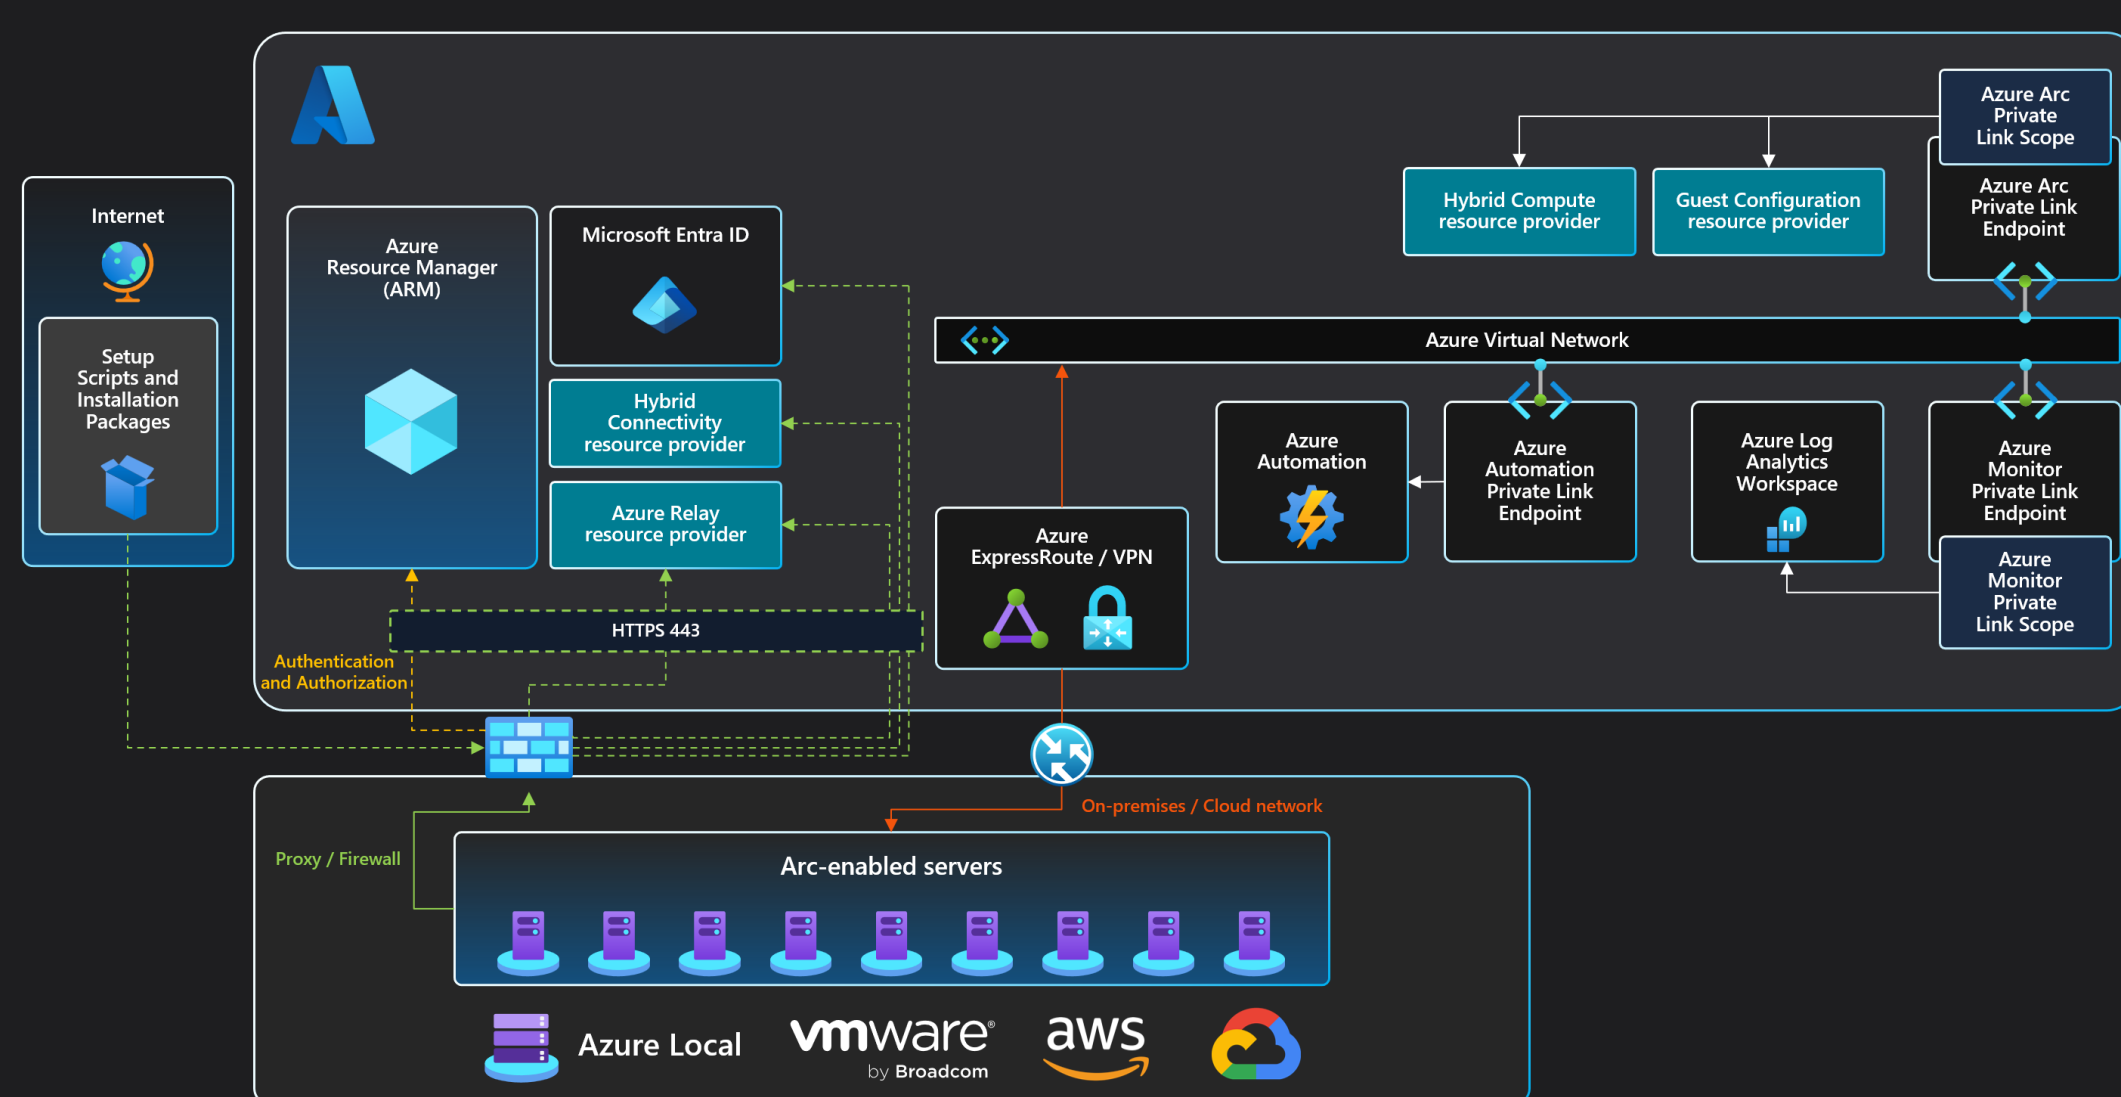 Internet
Setup
Scripts and
Installation
Packages
Azure
Resource Manager
(ARM)
Microsoft Entra ID
Hybrid
Connectivity
resource provider
Azure Relay
resource provider
HTTPS 443
Authentication
and Authorization
Azure Arc
Private
Link Scope
Azure Arc
Private Link
Endpoint
Hybrid Compute
resource provider
Guest Configuration
resource provider
Azure Virtual Network
Azure
ExpressRoute / VPN
Azure
Automation
Azure
Automation
Private Link
Endpoint
Azure Log
Analytics
Workspace
Azure
Monitor
Private Link
Endpoint
Azure
Monitor
Private
Link Scope
On-premises / Cloud network
Proxy / Firewall
Arc-enabled servers
Azure Local
vmware®
by Broadcom
aws